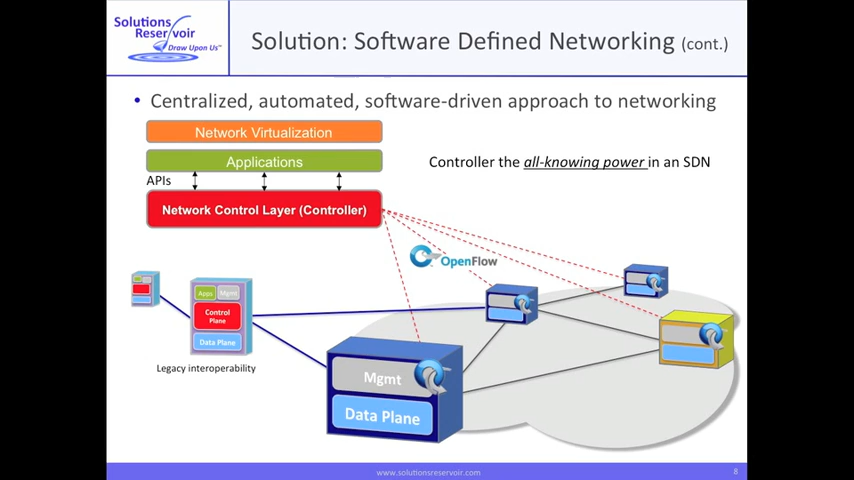 Solutions
Reservoir
"Draw Upon Us"
Solution: Software Defined Networking (cont.)
• Centralized, automated, software-driven approach to networking
Network Virtualization
Applications
Controller the all-knowing power in an SDN
APIs
Network Control Layer (Controller)
OpenFlow
Apps Mgmt
Control
Plane
Data Plane
Legacy interoperability
Mgmt
Data Plane
www.solutionsreservoir.com
8